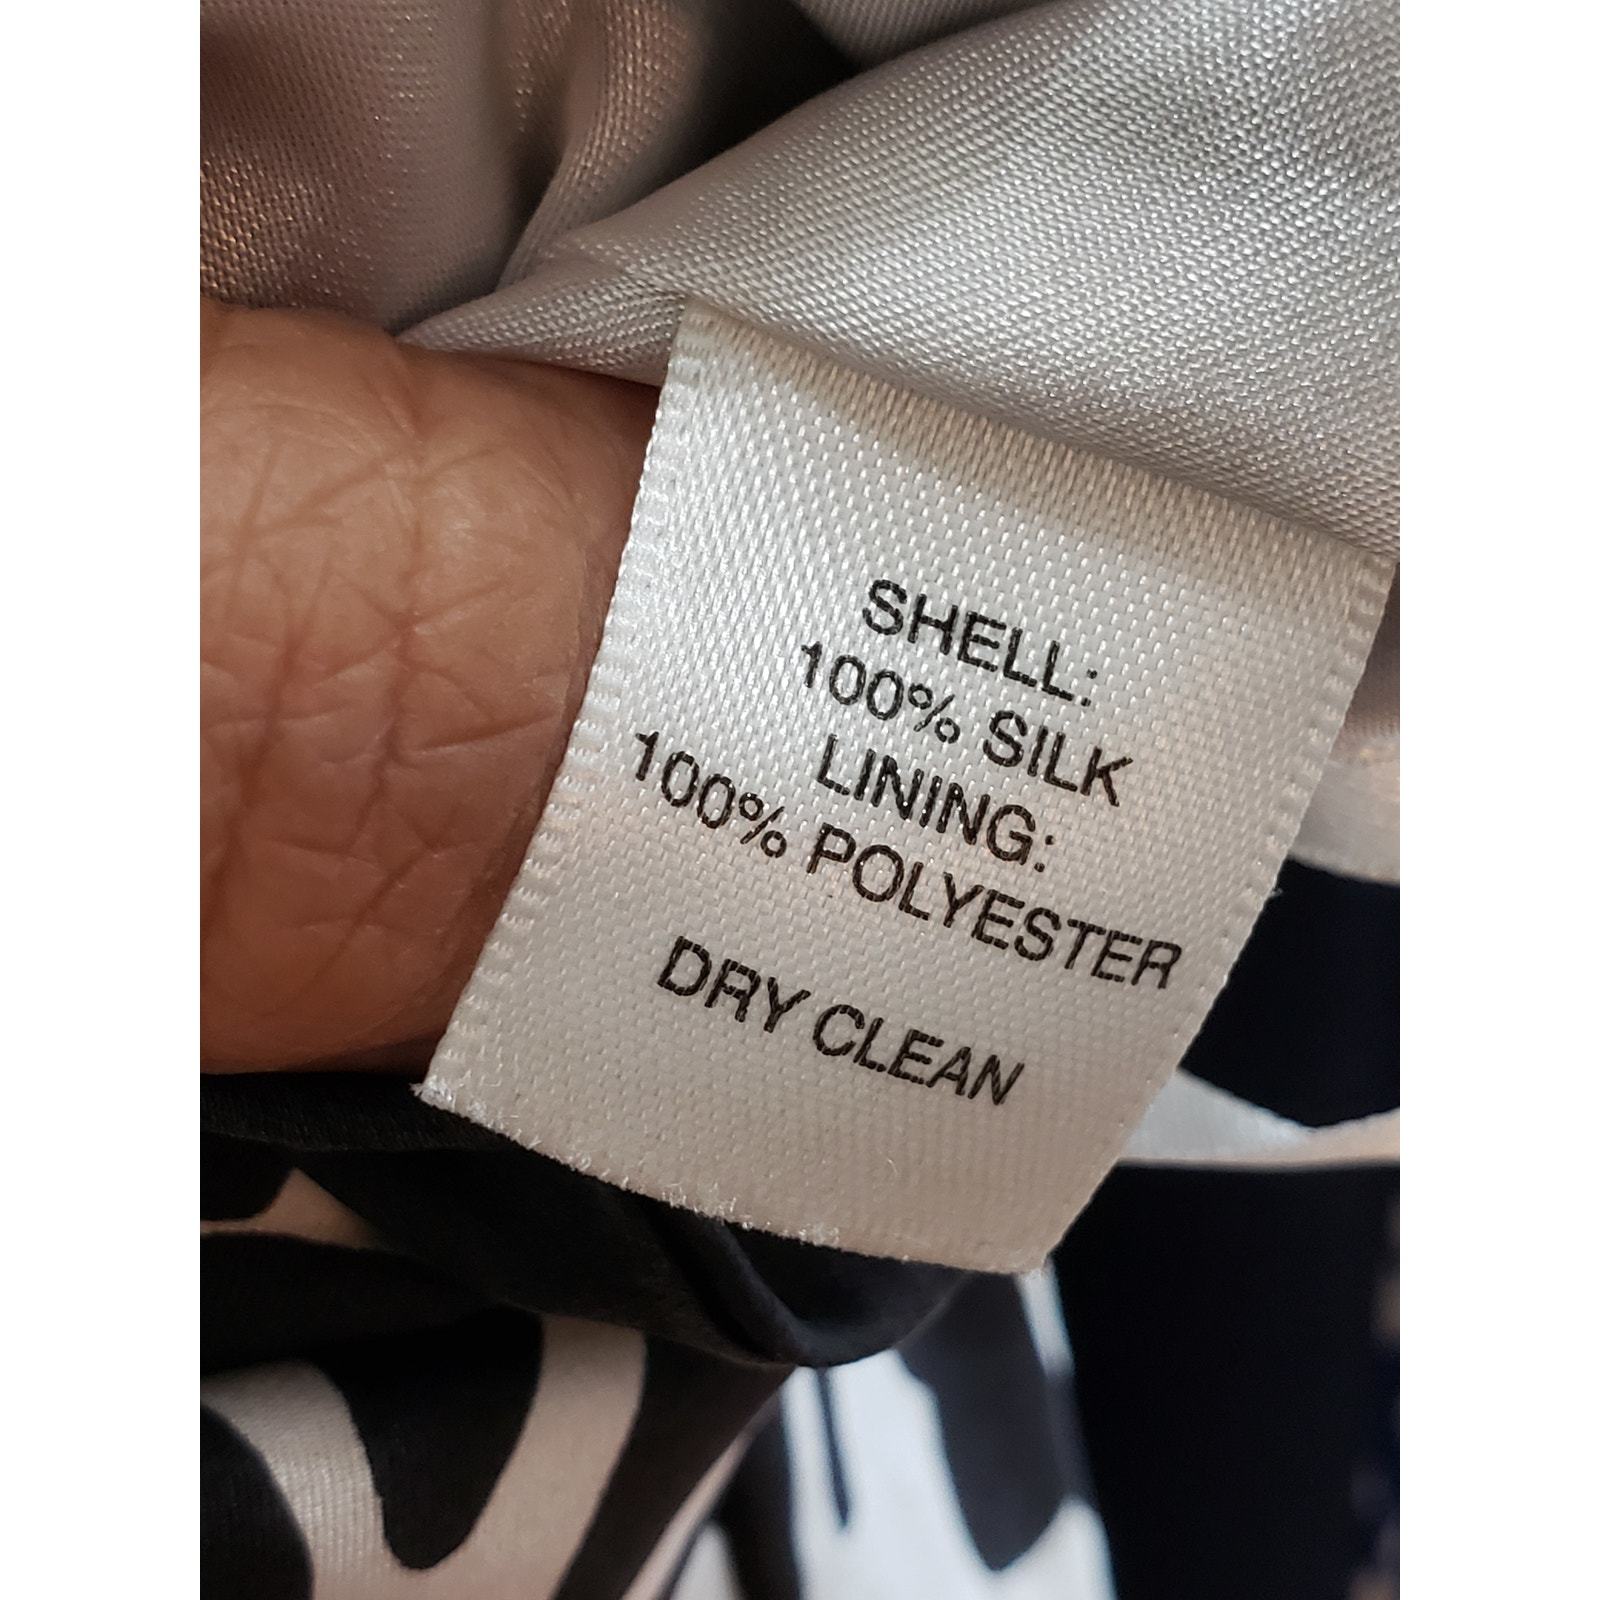 SHELL:
100% SILK
LINING:
100% POLYESTER
DRY CLEAN